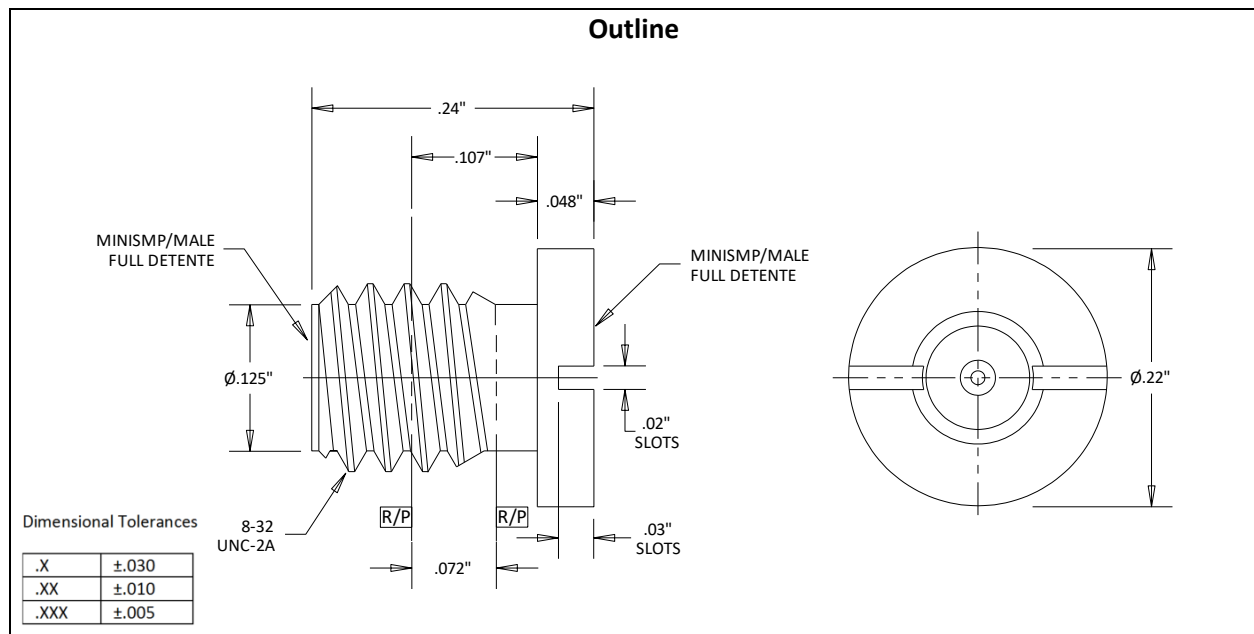 Outline
.24"
.107"
.048"
MINISMP/MALE
FULL DETENTE
MINISMP/MALE
FULL DETENTE
Ø.125"
Ø.22"
.02"
SLOTS
R/P
R/P
8-32
UNC-2A
.03"
SLOTS
.072"
Dimensional Tolerances
.X ±.030
.XX ±.010
.XXX ±.005